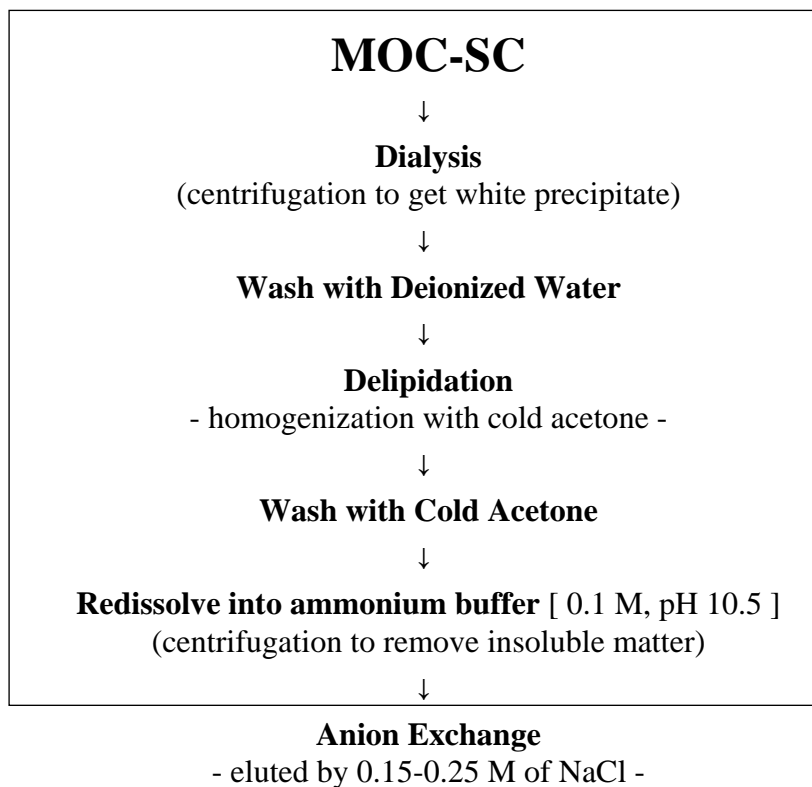 MOC-SC
↓
Dialysis
(centrifugation to get white precipitate)
↓
Wash with Deionized Water
↓
Delipidation
- homogenization with cold acetone -
↓
Wash with Cold Acetone
↓
Redissolve into ammonium buffer [ 0.1 M, pH 10.5 ]
(centrifugation to remove insoluble matter)
↓
Anion Exchange
- eluted by 0.15-0.25 M of NaCl -